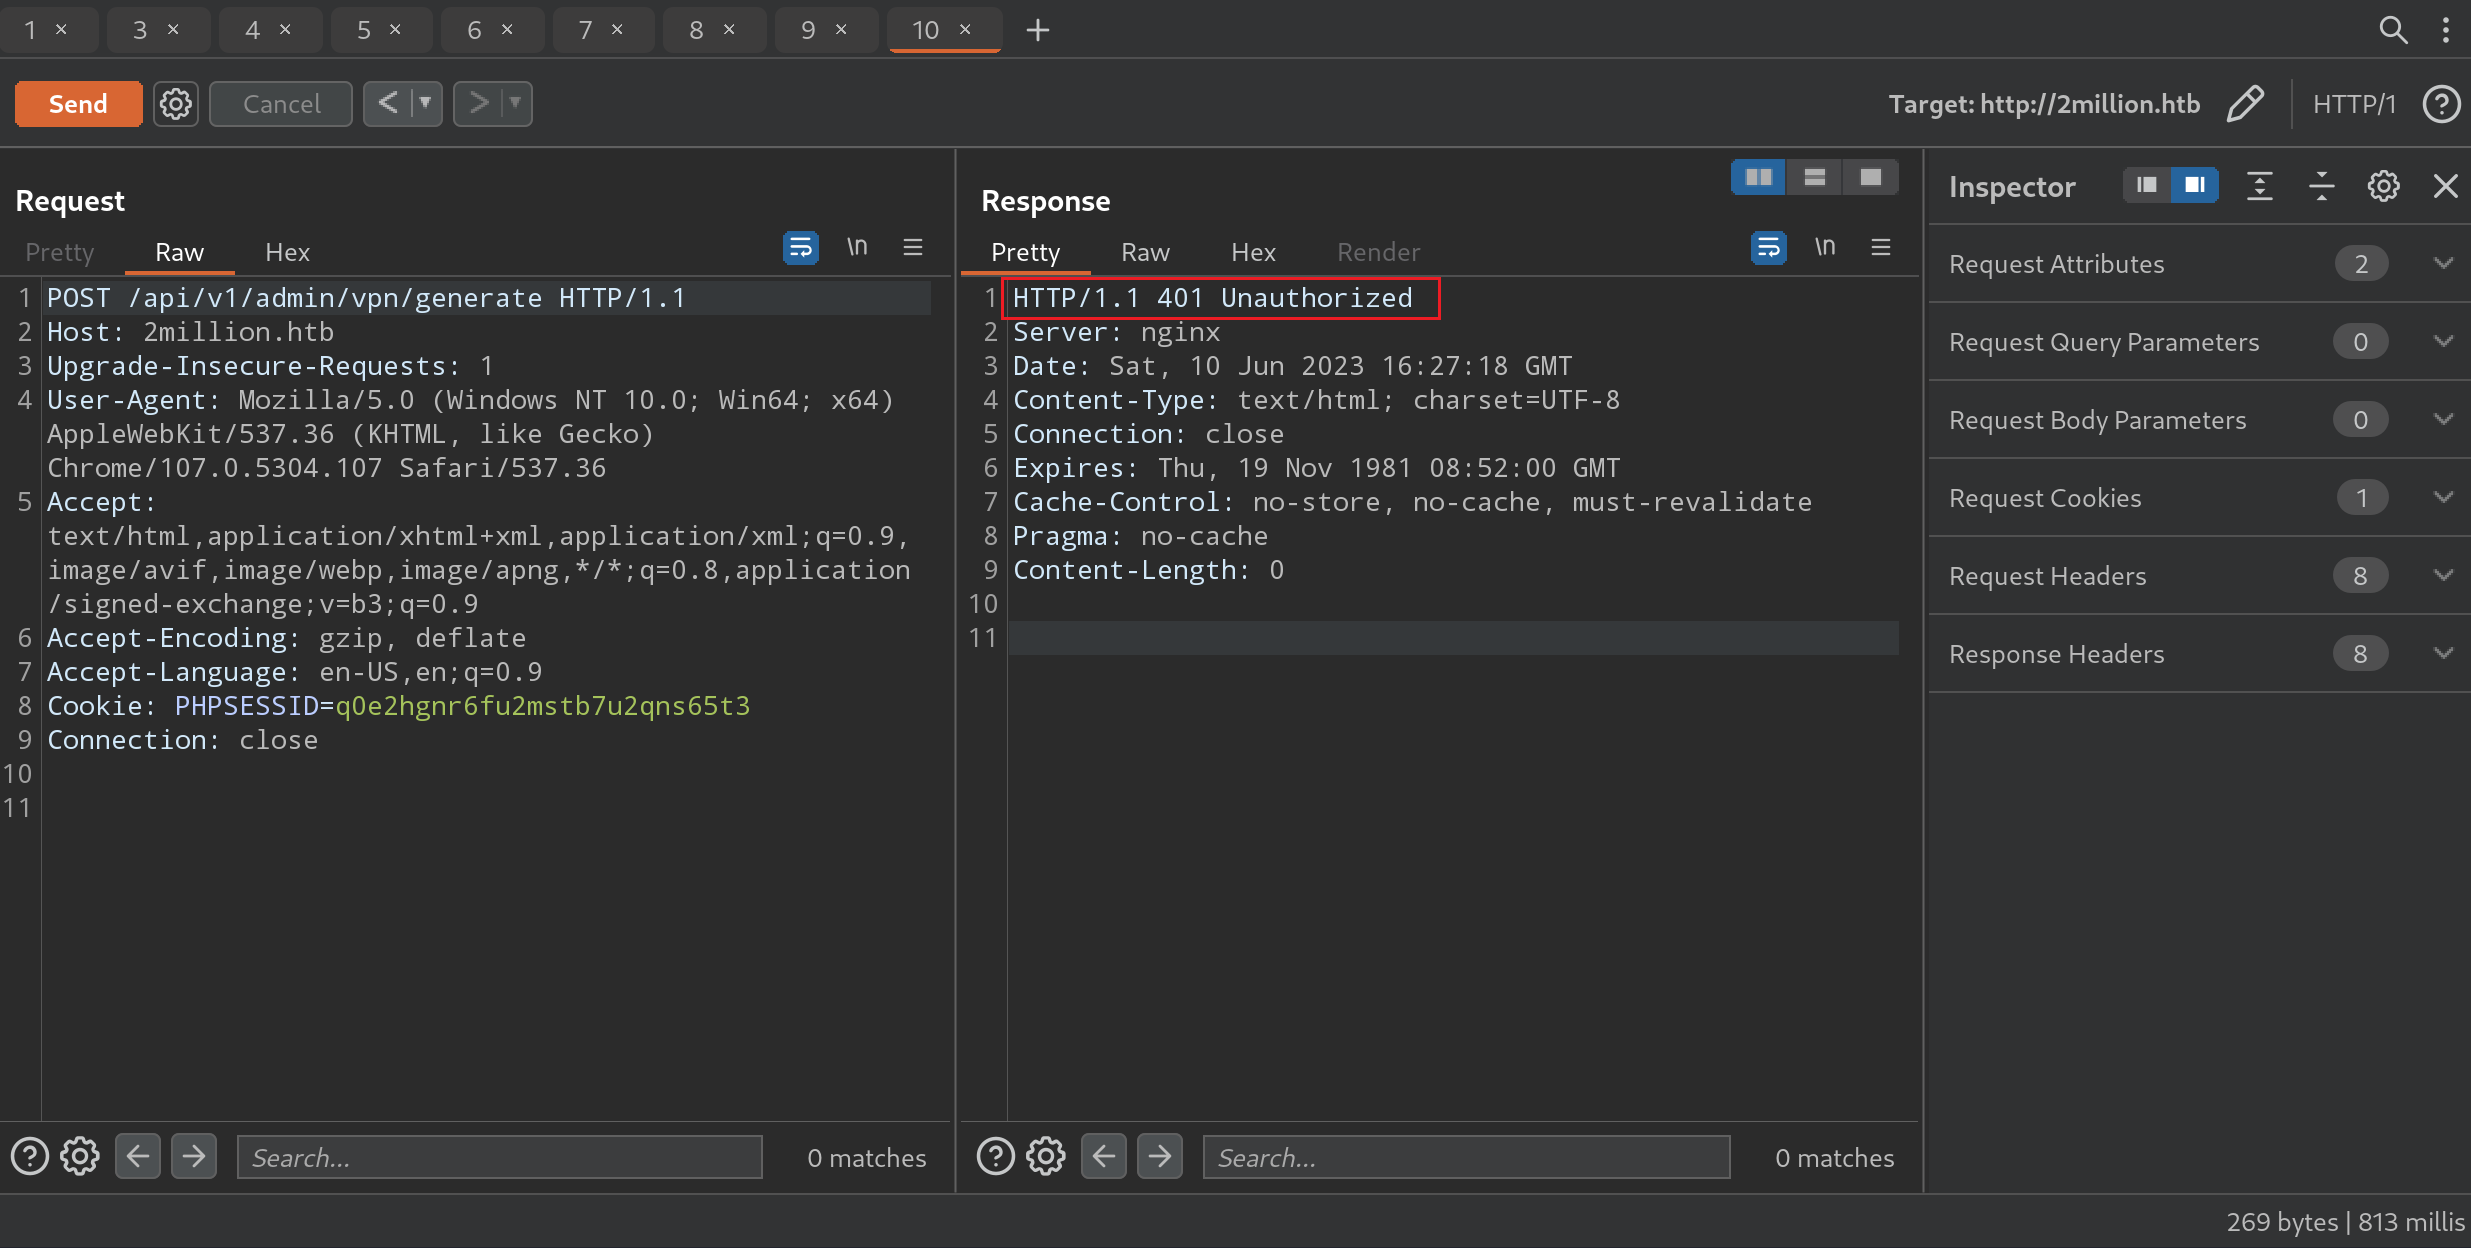 1 × 3 × 4 × 5 × 6 × 7 × 8 × 9 × 10 × +
Send Cancel < > Target: http://2million.htb HTTP/1 ?
Request
Pretty Raw Hex \n
1 POST /api/v1/admin/vpn/generate HTTP/1.1
2 Host: 2million.htb
3 Upgrade-Insecure-Requests: 1
4 User-Agent: Mozilla/5.0 (Windows NT 10.0; Win64; x64)
AppleWebKit/537.36 (KHTML, like Gecko)
Chrome/107.0.5304.107 Safari/537.36
5 Accept:
text/html,application/xhtml+xml,application/xml;q=0.9,
image/avif,image/webp,image/apng,*/*;q=0.8,application
/signed-exchange;v=b3;q=0.9
6 Accept-Encoding: gzip, deflate
7 Accept-Language: en-US,en;q=0.9
8 Cookie: PHPSESSID=q0e2hgnr6fu2mstb7u2qns65t3
9 Connection: close
10
11
? Search... 0 matches
Response
Pretty Raw Hex Render \n
1 HTTP/1.1 401 Unauthorized
2 Server: nginx
3 Date: Sat, 10 Jun 2023 16:27:18 GMT
4 Content-Type: text/html; charset=UTF-8
5 Connection: close
6 Expires: Thu, 19 Nov 1981 08:52:00 GMT
7 Cache-Control: no-store, no-cache, must-revalidate
8 Pragma: no-cache
9 Content-Length: 0
10
11
? Search... 0 matches
Inspector
Request Attributes 2
Request Query Parameters 0
Request Body Parameters 0
Request Cookies 1
Request Headers 8
Response Headers 8
269 bytes | 813 millis